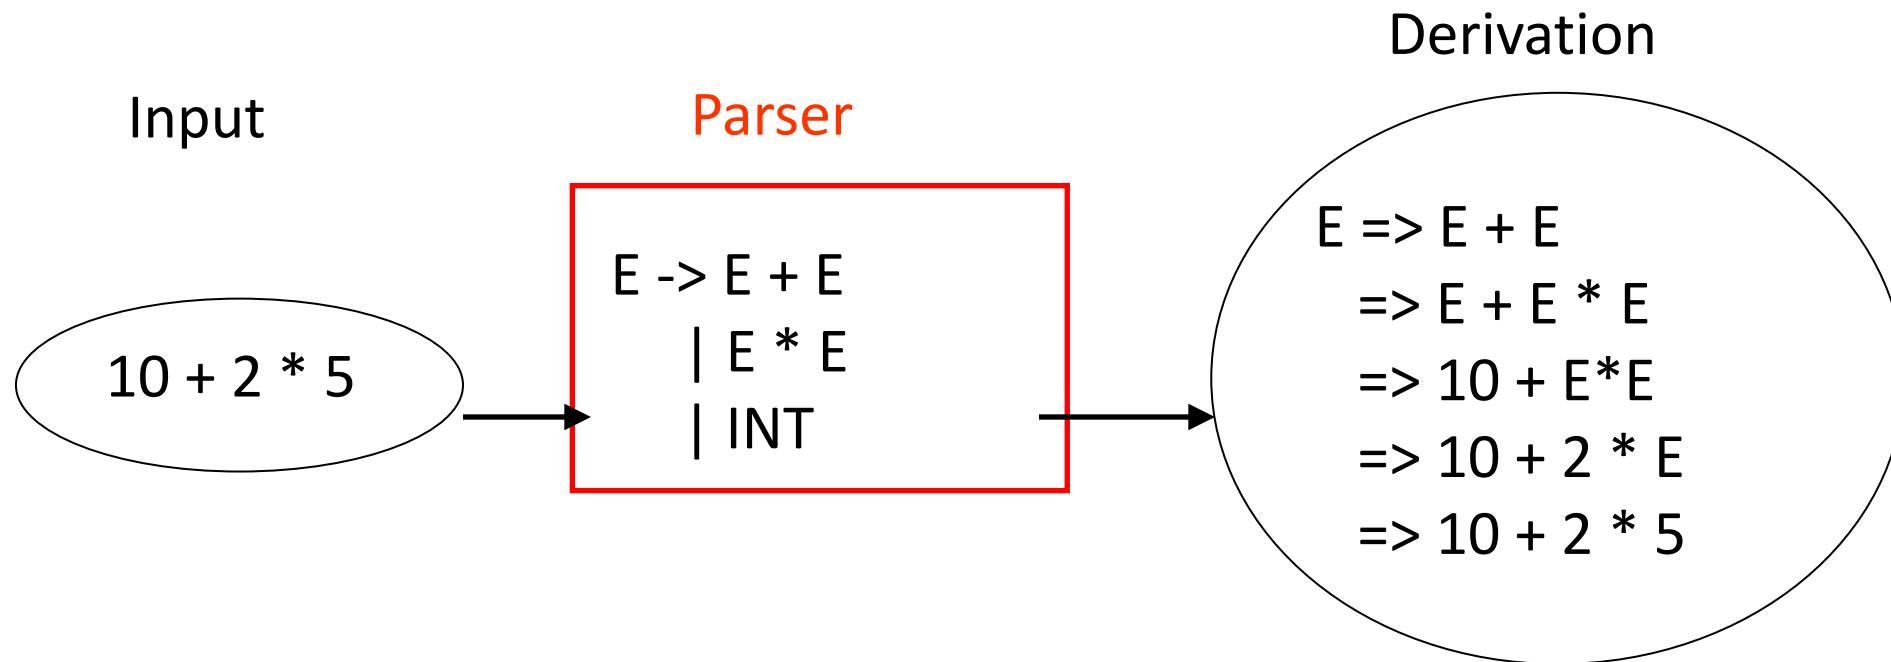 Input
10 + 2 * 5
Parser
E -> E + E
| E * E
| INT
Derivation
E => E + E
=> E + E * E
=> 10 + E*E
=> 10 + 2 * E
=> 10 + 2 * 5